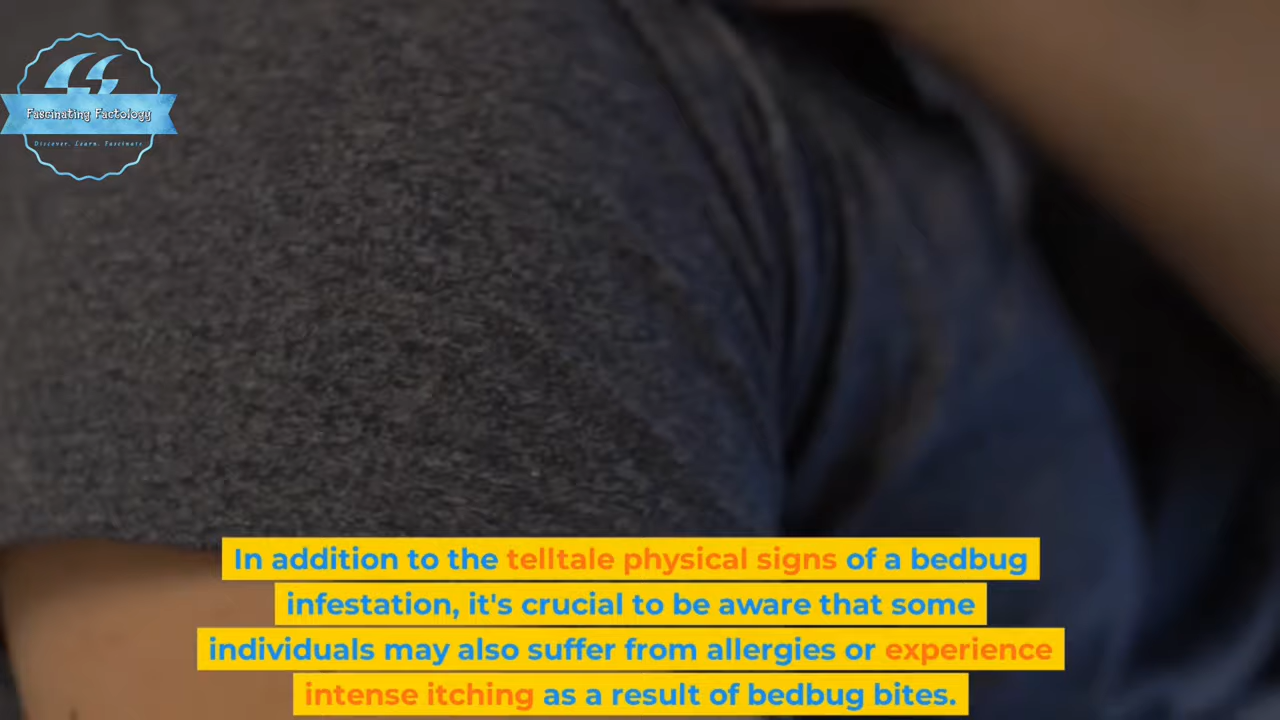 Fascinating Factology
Discover. Learn. Fascinate
In addition to the telltale physical signs of a bedbug
infestation, it's crucial to be aware that some
individuals may also suffer from allergies or experience
intense itching as a result of bedbug bites.